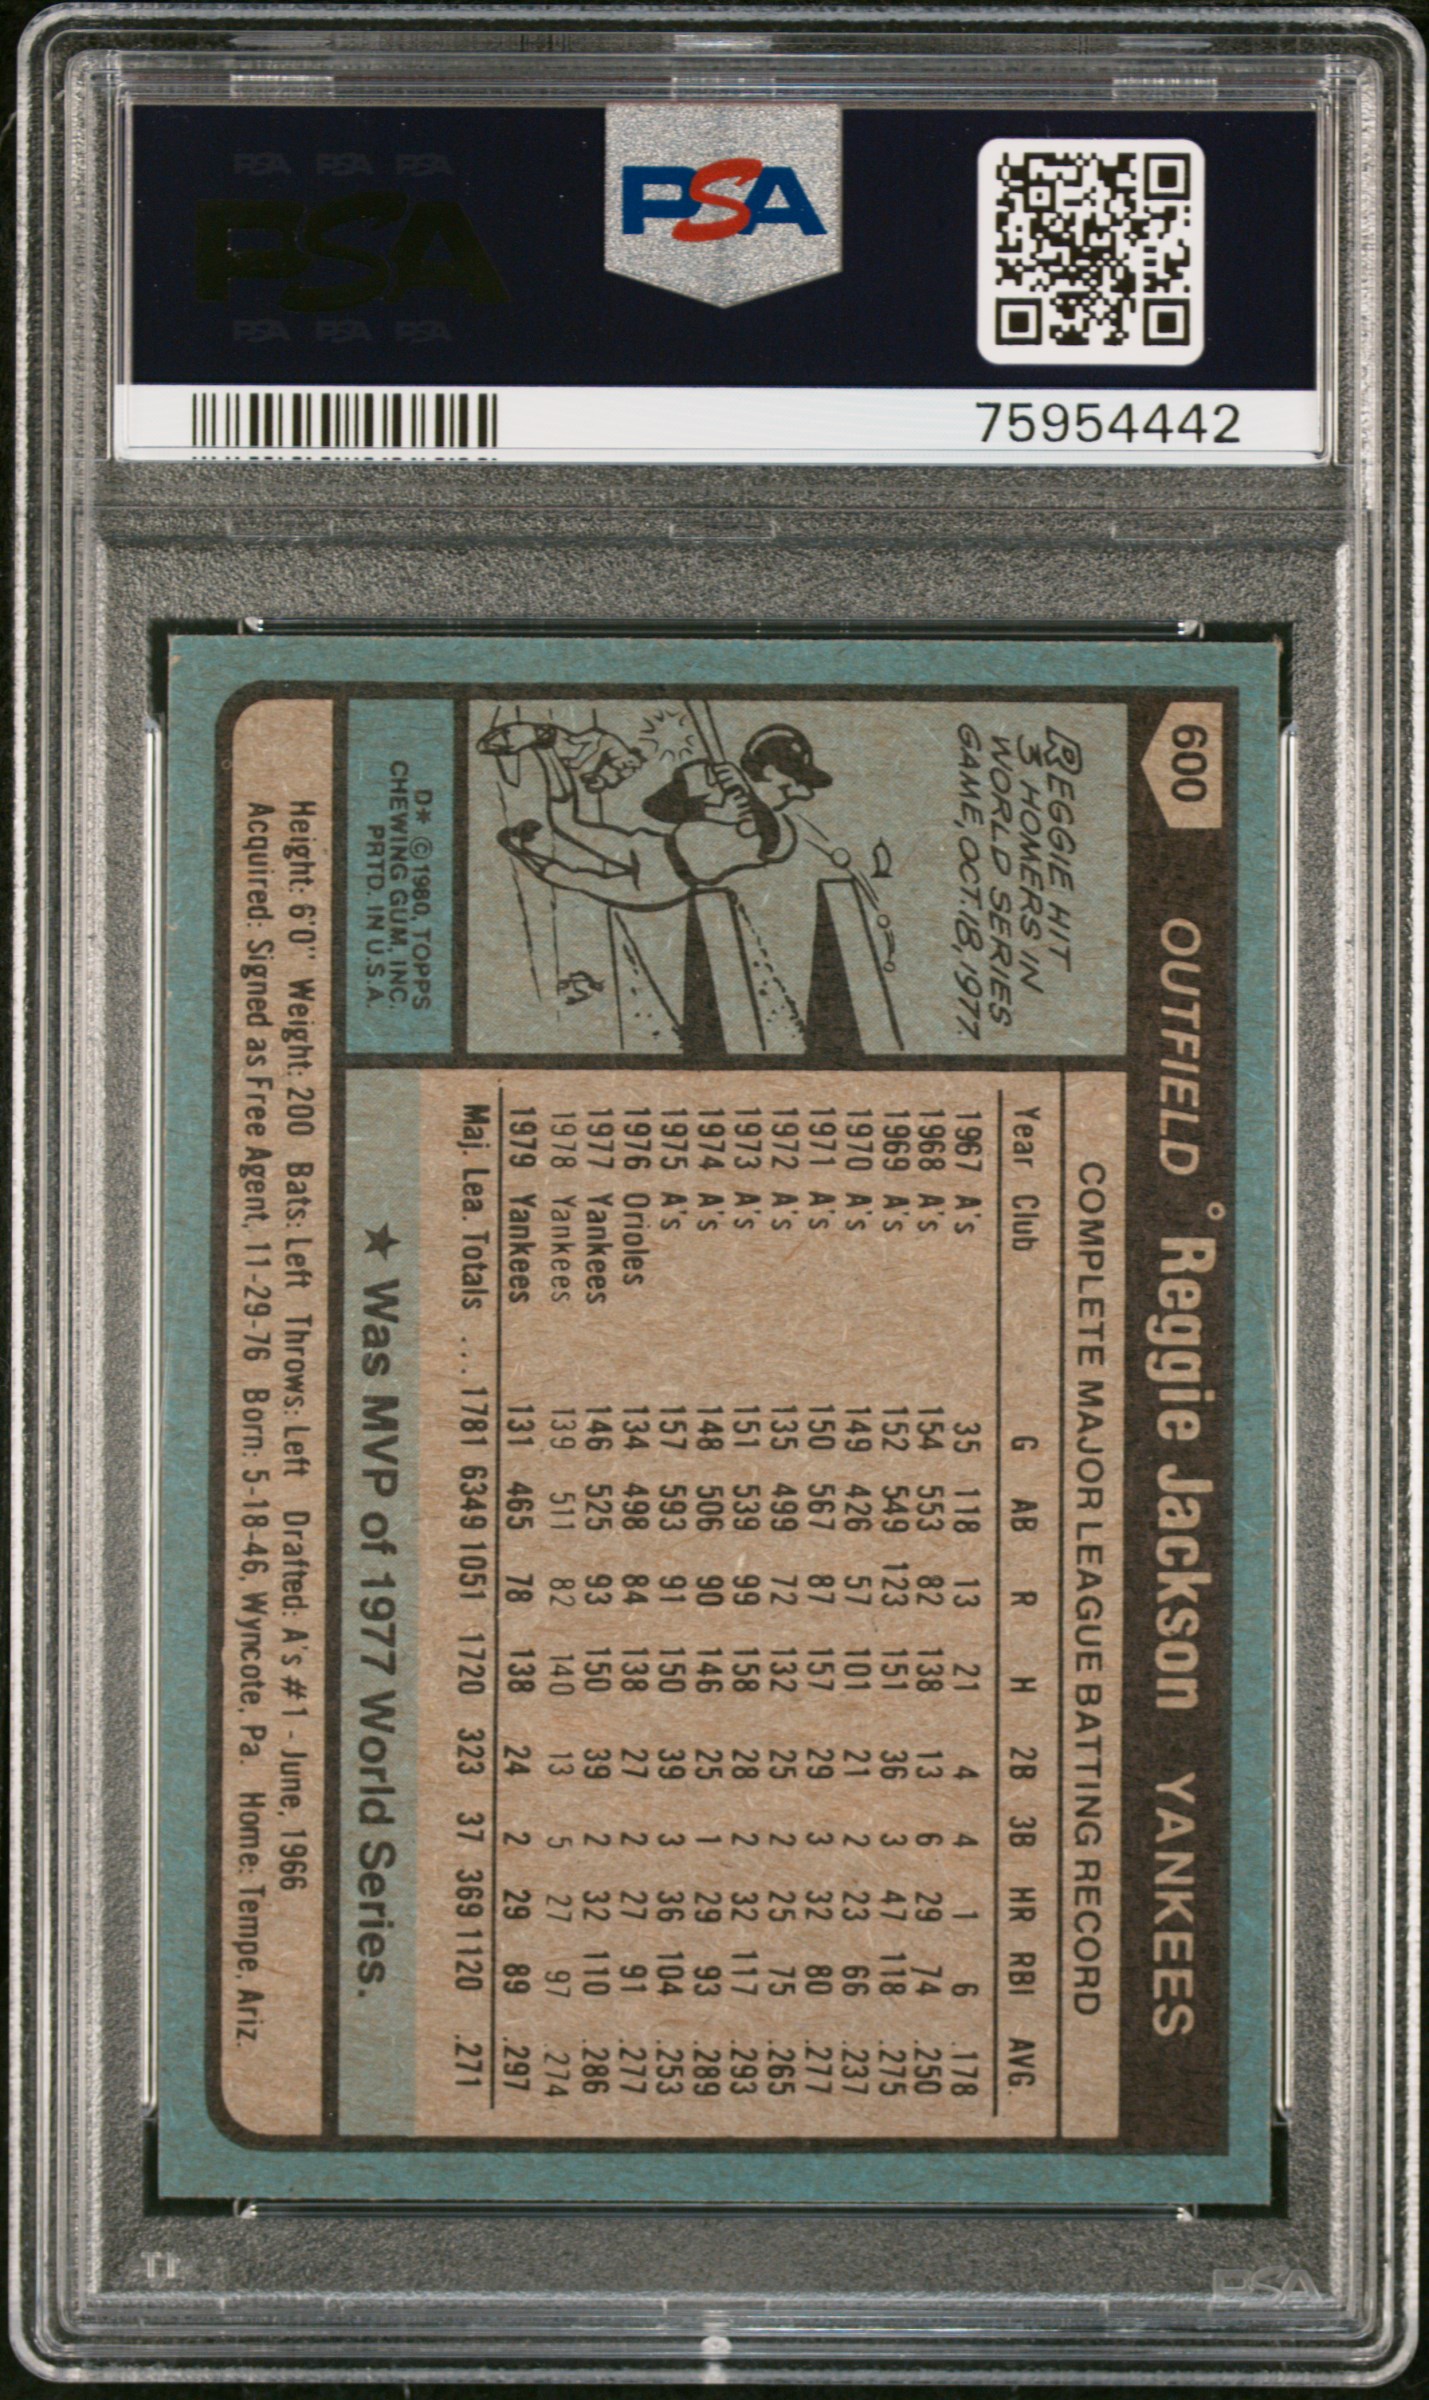 PSA PSA PSA
PSA
PSA PSA PSA
PSA
75954442
600 OUTFIELD Reggie Jackson YANKEES
REGGIE HIT
3 HOMERS IN
WORLD SERIES
GAME, OCT. 18, 1977.
D* © 1980, TOPPS
CHEWING GUM, INC.
PRTD. IN U.S.A.
COMPLETE MAJOR LEAGUE BATTING RECORD
Year Club G AB R H 2B 3B HR RBI AVG.
1967 A's 35 118 13 21 4 4 1 6 .178
1968 A's 154 553 82 138 13 6 29 74 .250
1969 A's 152 549 123 151 36 3 47 118 .275
1970 A's 149 426 57 101 21 2 23 66 .237
1971 A's 150 567 87 157 29 3 32 80 .277
1972 A's 135 499 72 132 25 2 25 75 .265
1973 A's 151 539 99 158 28 2 32 117 .293
1974 A's 148 506 90 146 25 1 29 93 .289
1975 A's 157 593 91 150 39 3 36 104 .253
1976 Orioles 134 498 84 138 27 2 27 91 .277
1977 Yankees 146 525 93 150 39 2 32 110 .286
1978 Yankees 139 511 82 140 13 5 27 97 .274
1979 Yankees 131 465 78 138 24 2 29 89 .297
Maj. Lea. Totals ... 1781 6349 1051 1720 323 37 369 1120 .271
★ Was MVP of 1977 World Series.
Height: 6'0" Weight: 200 Bats: Left Throws: Left Drafted: A's #1 - June, 1966
Acquired: Signed as Free Agent, 11-29-76 Born: 5-18-46, Wyncote, Pa. Home: Tempe, Ariz.
PSA